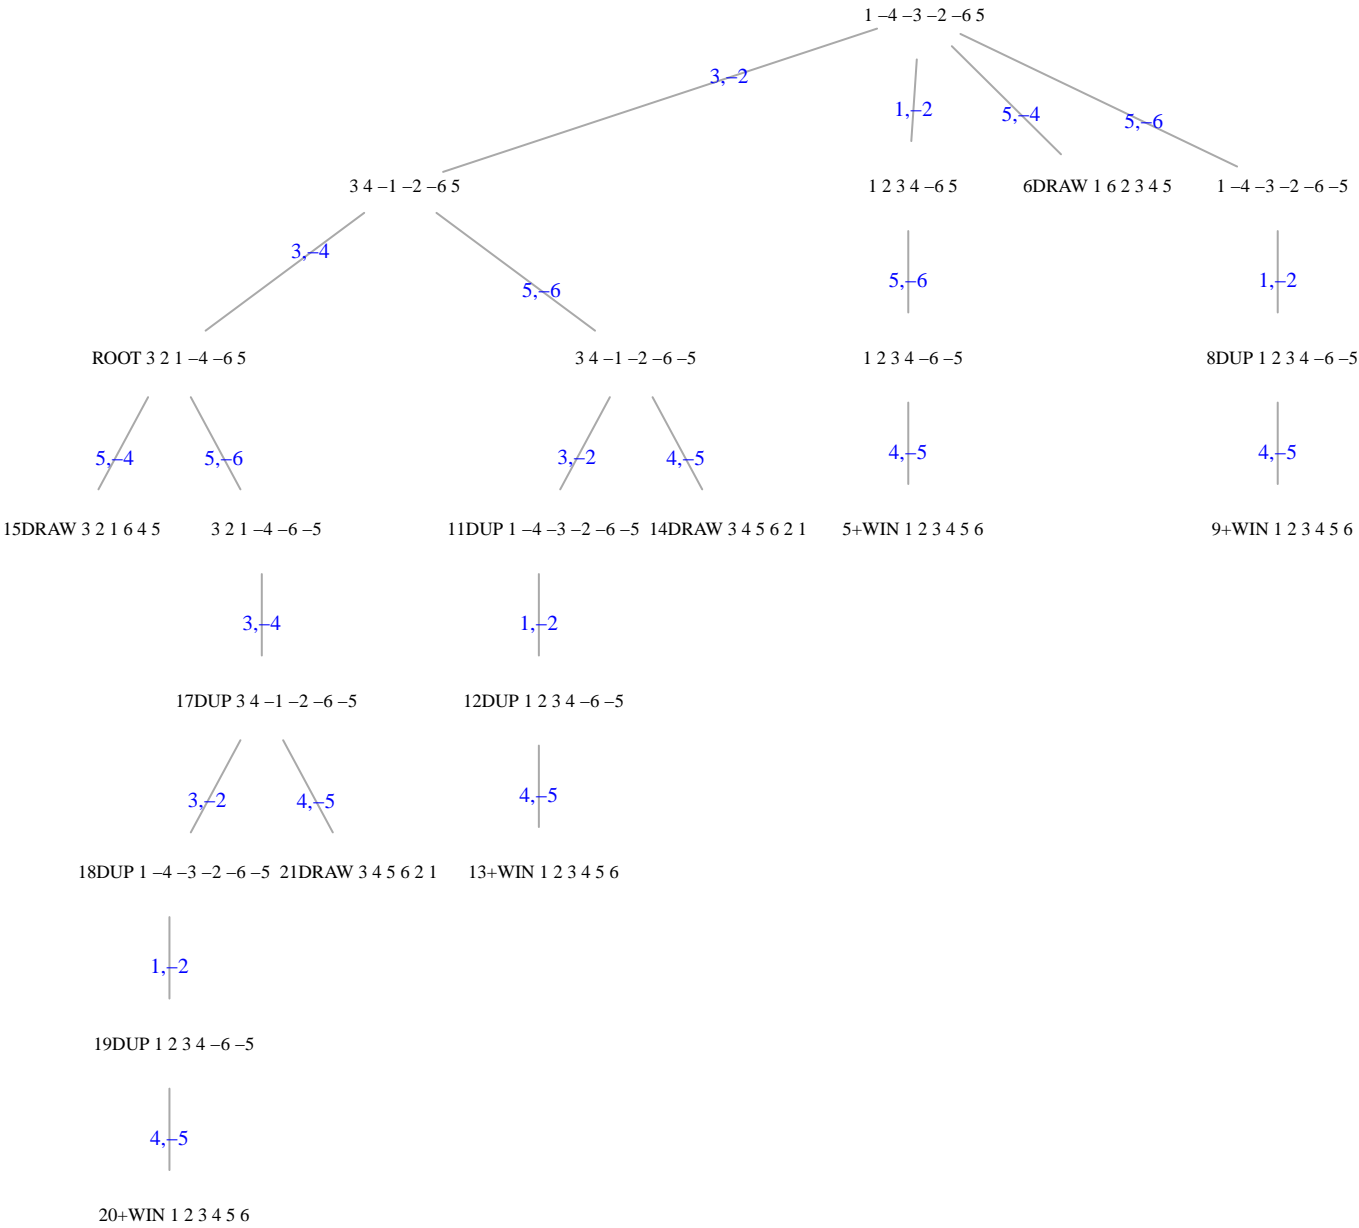 1 –4 –3 –2 –6 5
3,–2
1,–2
5,–4
5,–6
3 4 –1 –2 –6 5
1 2 3 4 –6 5
6DRAW 1 6 2 3 4 5
1 –4 –3 –2 –6 –5
3,–4
5,–6
5,–6
1,–2
ROOT 3 2 1 –4 –6 5
3 4 –1 –2 –6 –5
1 2 3 4 –6 –5
8DUP 1 2 3 4 –6 –5
5,–4
5,–6
3,–2
4,–5
4,–5
4,–5
15DRAW 3 2 1 6 4 5
3 2 1 –4 –6 –5
11DUP 1 –4 –3 –2 –6 –5
14DRAW 3 4 5 6 2 1
5+WIN 1 2 3 4 5 6
9+WIN 1 2 3 4 5 6
3,–4
1,–2
17DUP 3 4 –1 –2 –6 –5
12DUP 1 2 3 4 –6 –5
3,–2
4,–5
4,–5
18DUP 1 –4 –3 –2 –6 –5
21DRAW 3 4 5 6 2 1
13+WIN 1 2 3 4 5 6
1,–2
19DUP 1 2 3 4 –6 –5
4,–5
20+WIN 1 2 3 4 5 6